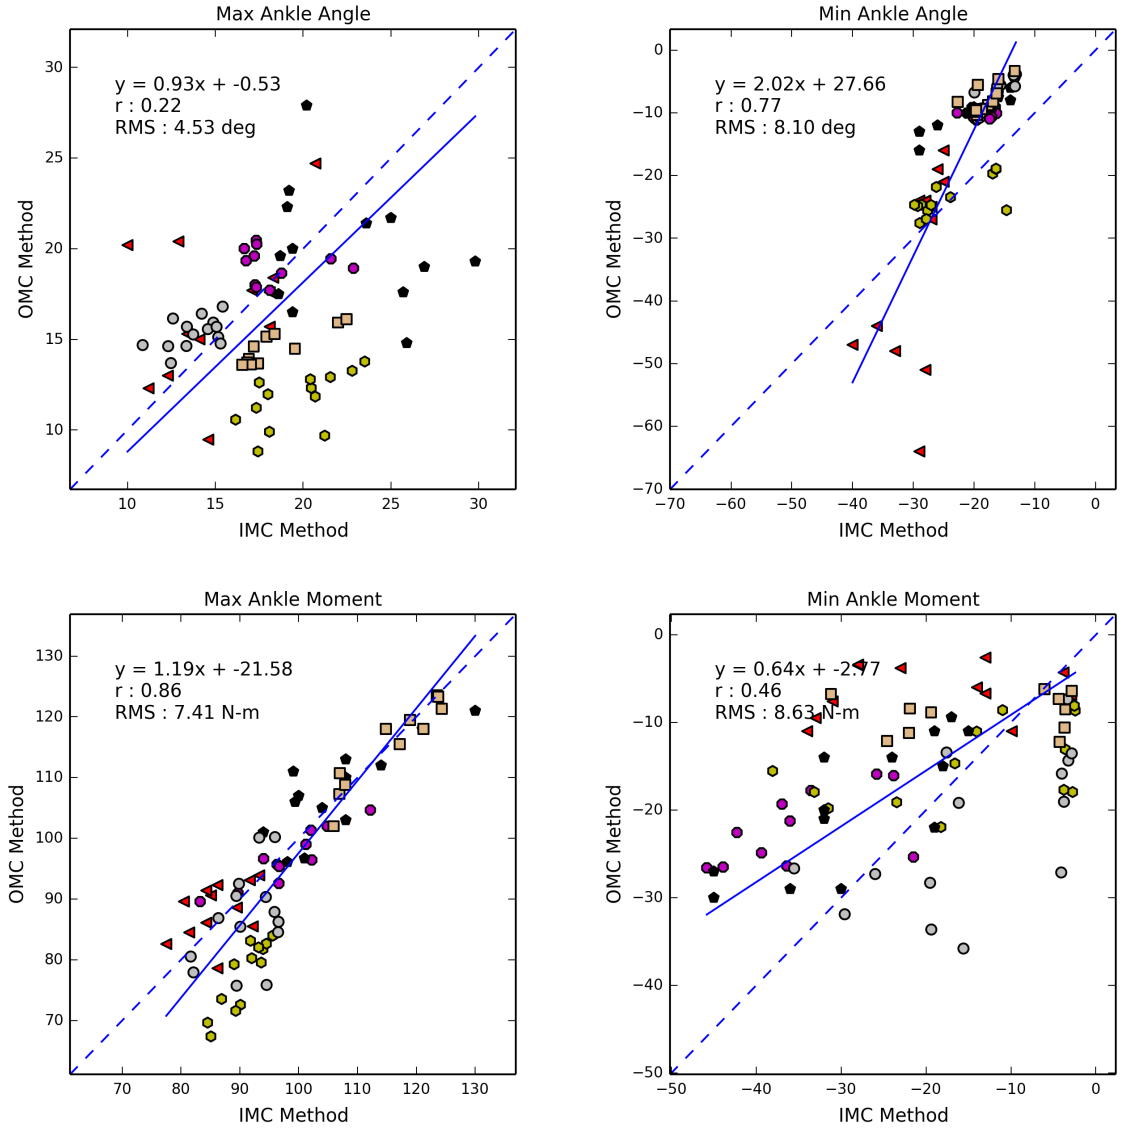 Max Ankle Angle
y = 0.93x + -0.53
r : 0.22
RMS : 4.53 deg
30
25
20
15
10
10 15 20 25 30
OMC Method
IMC Method
Min Ankle Angle
y = 2.02x + 27.66
r : 0.77
RMS : 8.10 deg
0
−10
−20
−30
−40
−50
−60
−70
−70 −60 −50 −40 −30 −20 −10 0
OMC Method
IMC Method
Max Ankle Moment
y = 1.19x + -21.58
r : 0.86
RMS : 7.41 N-m
130
120
110
100
90
80
70
70 80 90 100 110 120 130
OMC Method
IMC Method
Min Ankle Moment
y = 0.64x + -2.77
r : 0.46
RMS : 8.63 N-m
0
−10
−20
−30
−40
−50
−50 −40 −30 −20 −10 0
OMC Method
IMC Method